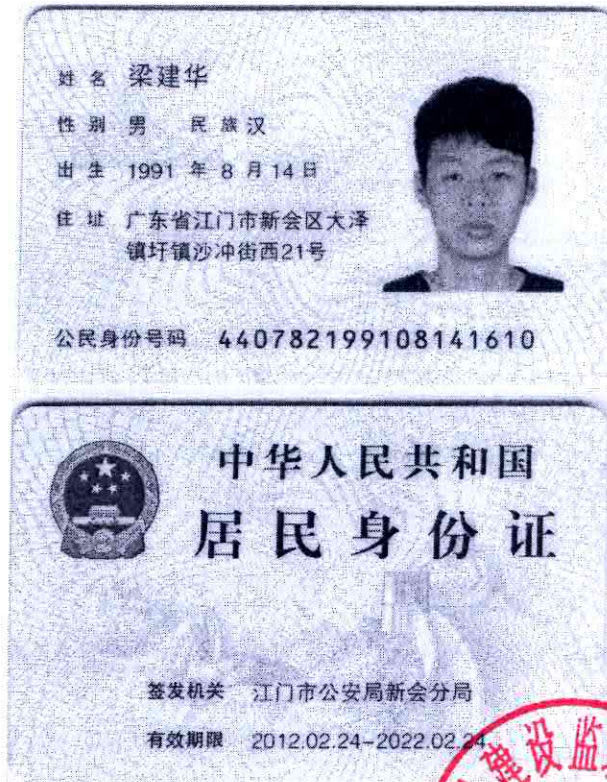 姓名 梁建华
性别 男 民族 汉
出生 1991 年 8 月 14 日
住址 广东省江门市新会区大泽
镇圩镇沙冲街西21号
公民身份号码 440782199108141610
中华人民共和国
居民身份证
签发机关 江门市公安局新会分局
有效期限 2012.02.24-2022.02.24
建设监